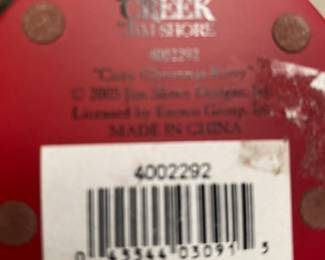 CREEK
JIM SHORE
4002292
"Cozy Christmas Kitty"
© 2005 Jim Shore Designs, Inc.
Licensed by Enesco Group, Inc.
MADE IN CHINA
4002292
0 45544 03091 5